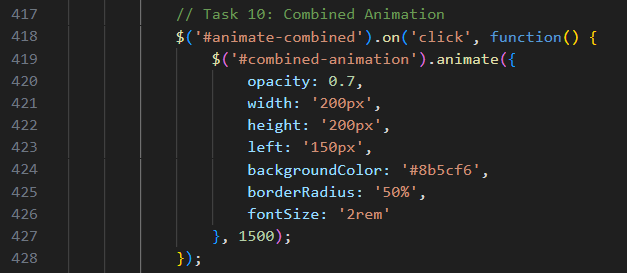 417 // Task 10: Combined Animation
418 $('#animate-combined').on('click', function() {
419 $('#combined-animation').animate({
420 opacity: 0.7,
421 width: '200px',
422 height: '200px',
423 left: '150px',
424 backgroundColor: '#8b5cf6',
425 borderRadius: '50%',
426 fontSize: '2rem'
427 }, 1500);
428 });